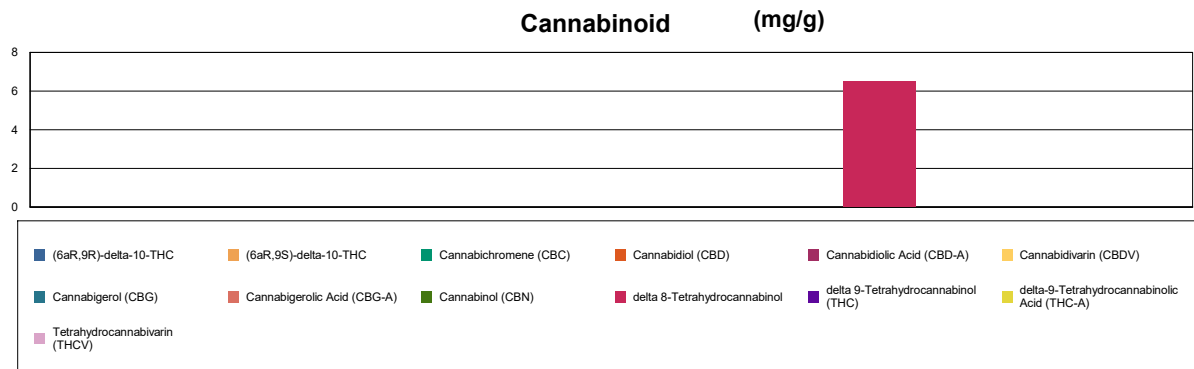 Cannabinoid (mg/g)
8
6
4
2
0
(6aR,9R)-delta-10-THC
(6aR,9S)-delta-10-THC
Cannabichromene (CBC)
Cannabidiol (CBD)
Cannabidiolic Acid (CBD-A)
Cannabidivarin (CBDV)
Cannabigerol (CBG)
Cannabigerolic Acid (CBG-A)
Cannabinol (CBN)
delta 8-Tetrahydrocannabinol
delta 9-Tetrahydrocannabinol
(THC)
delta-9-Tetrahydrocannabinolic
Acid (THC-A)
Tetrahydrocannabivarin
(THCV)